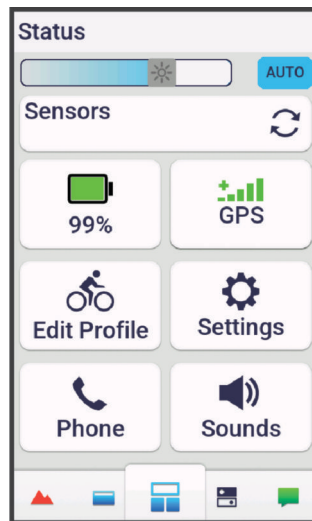 Status
AUTO
Sensors
99%
GPS
Edit Profile
Settings
Phone
Sounds